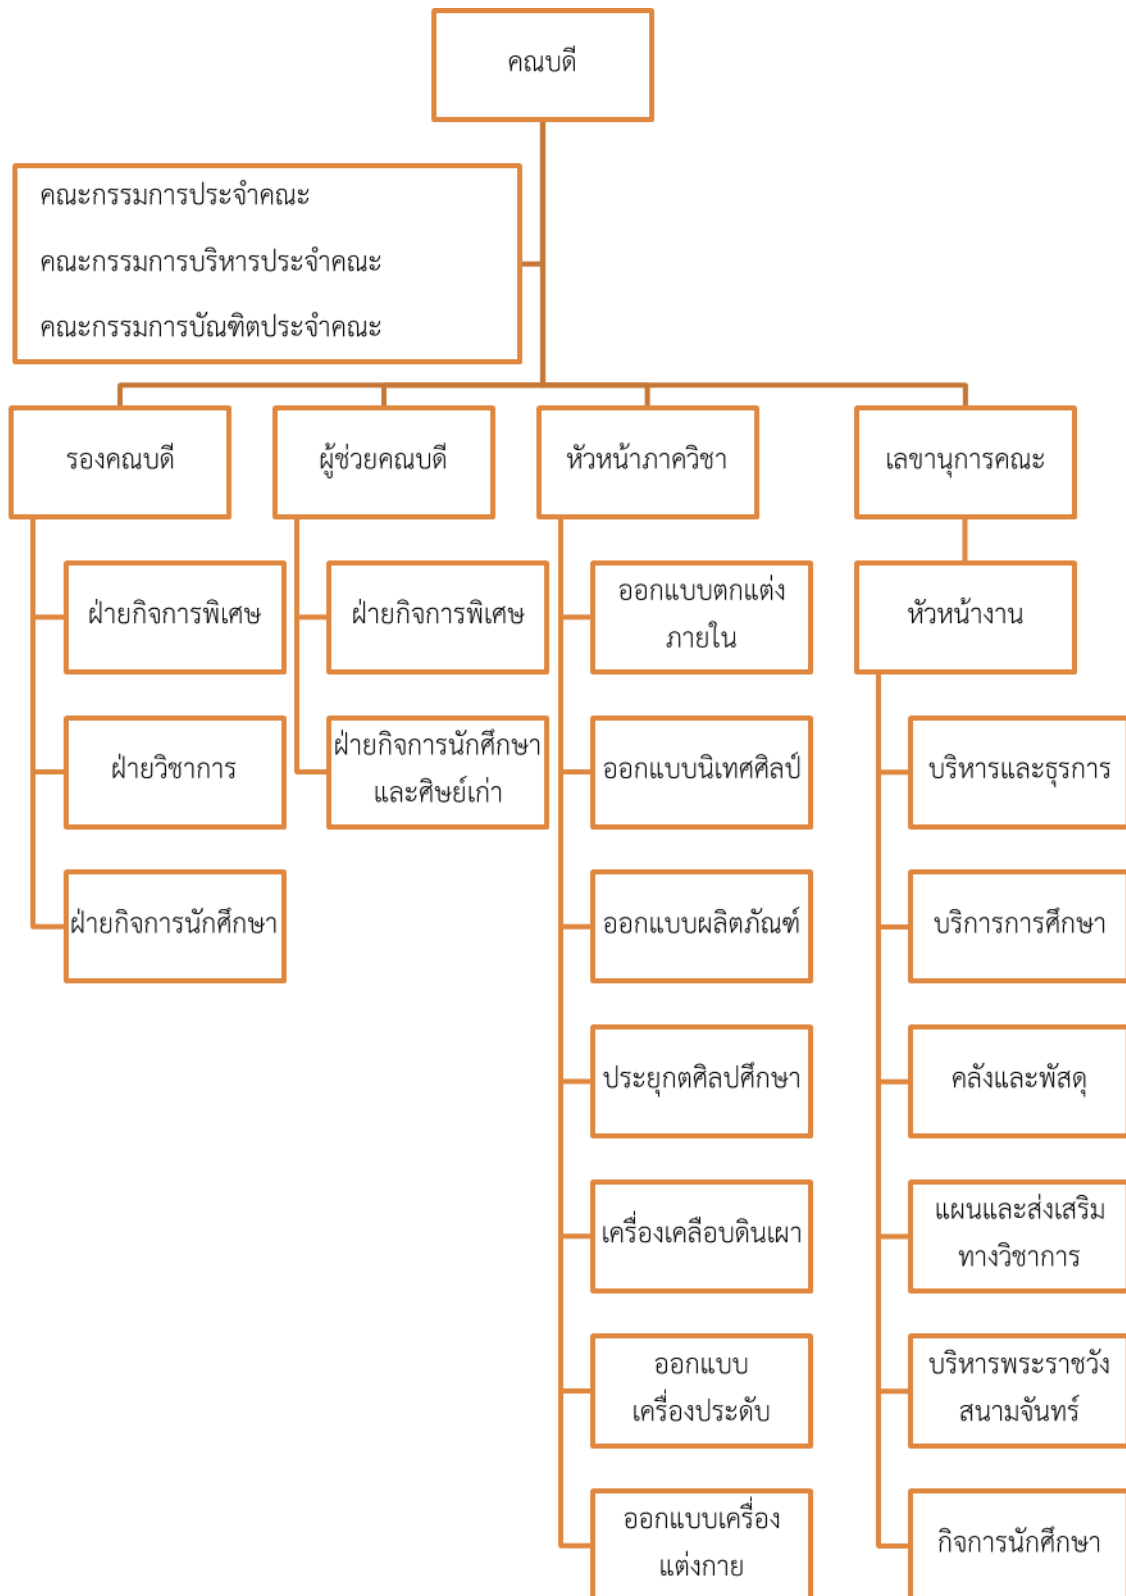 คณบดี
คณะกรรมการประจำคณะ
คณะกรรมการบริหารประจำคณะ
คณะกรรมการบัณฑิตประจำคณะ
รองคณบดี
ฝ่ายกิจการพิเศษ
ฝ่ายวิชาการ
ฝ่ายกิจการนักศึกษา
ผู้ช่วยคณบดี
ฝ่ายกิจการพิเศษ
ฝ่ายกิจการนักศึกษา
และศิษย์เก่า
หัวหน้าภาควิชา
ออกแบบตกแต่ง
ภายใน
ออกแบบนิเทศศิลป์
ออกแบบผลิตภัณฑ์
ประยุกตศิลปศึกษา
เครื่องเคลือบดินเผา
ออกแบบ
เครื่องประดับ
ออกแบบเครื่อง
แต่งกาย
เลขานุการคณะ
หัวหน้างาน
บริหารและธุรการ
บริการการศึกษา
คลังและพัสดุ
แผนและส่งเสริม
ทางวิชาการ
บริหารพระราชวัง
สนามจันทร์
กิจการนักศึกษา